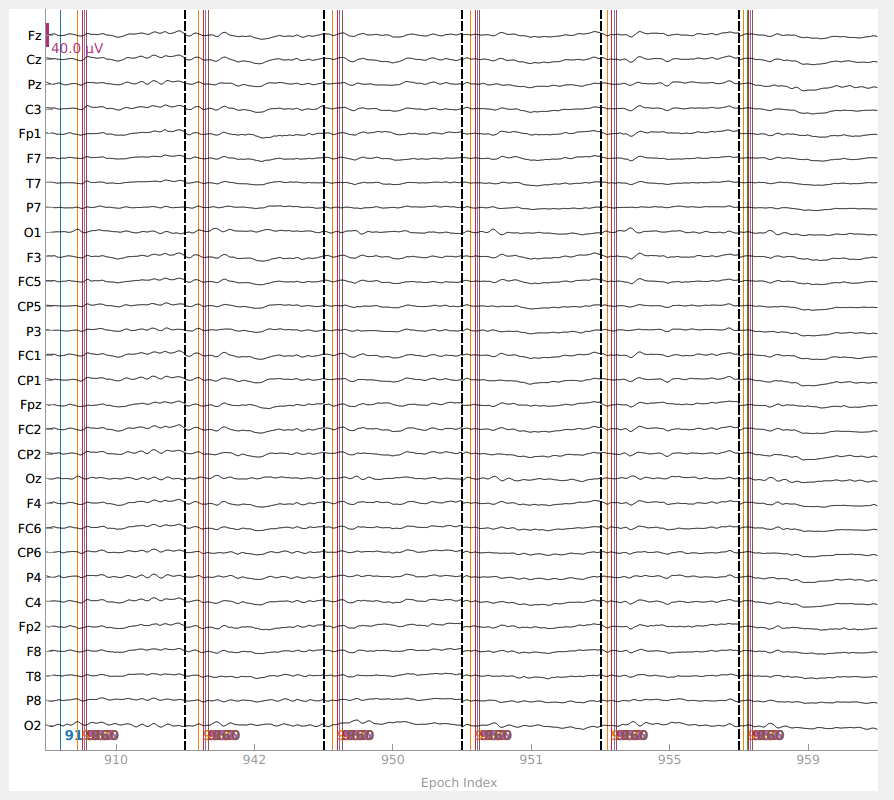 Fz
40.0 µV
Cz
Pz
C3
Fp1
F7
T7
P7
O1
F3
FC5
CP5
P3
FC1
CP1
Fpz
FC2
CP2
Oz
F4
FC6
CP6
P4
C4
Fp2
F8
T8
P8
O2
910 942 950 951 955 959
Epoch Index